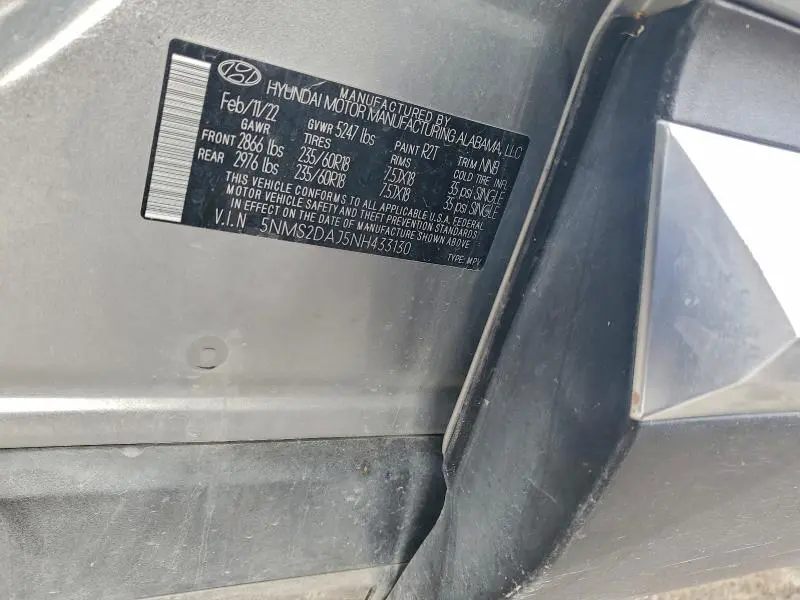 MANUFACTURED BY
HYUNDAI MOTOR MANUFACTURING ALABAMA, LLC
Feb/11/22 GVWR 5247 lbs PAINT R2T TRIM NNB
GAWR TIRES RIMS COLD TIRE INFL
FRONT 2866 lbs 235/60R18 7.5JX18 35 psi SINGLE
REAR 2976 lbs 235/60R18 7.5JX18 35 psi SINGLE
THIS VEHICLE CONFORMS TO ALL APPLICABLE U.S.A. FEDERAL
MOTOR VEHICLE SAFETY AND THEFT PREVENTION STANDARDS
IN EFFECT ON THE DATE OF MANUFACTURE SHOWN ABOVE
V.I.N 5NMS2DAJ5NH433130
TYPE: MPV